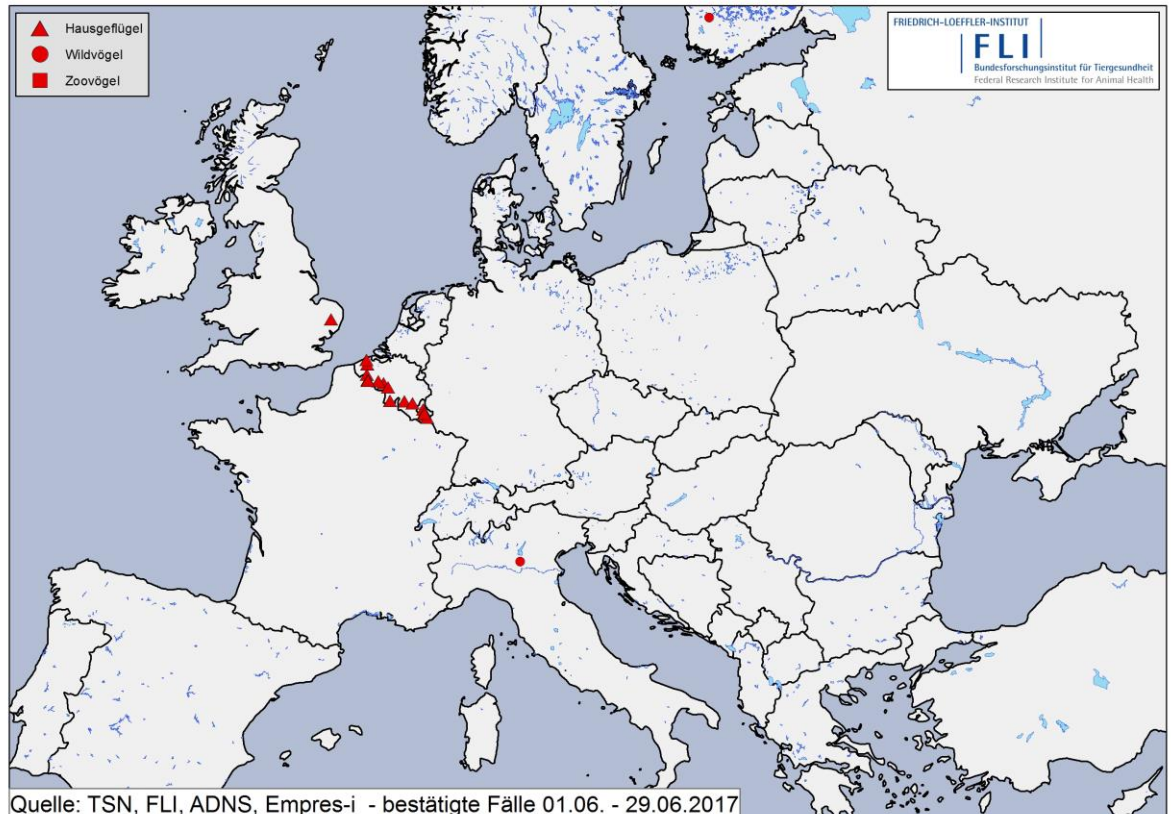 Hausgeflügel
Wildvögel
Zoovögel
FRIEDRICH-LOEFFLER-INSTITUT
FLI
Bundesforschungsinstitut für Tiergesundheit
Federal Research Institute for Animal Health
Quelle: TSN, FLI, ADNS, Empres-i - bestätigte Fälle 01.06. - 29.06.2017